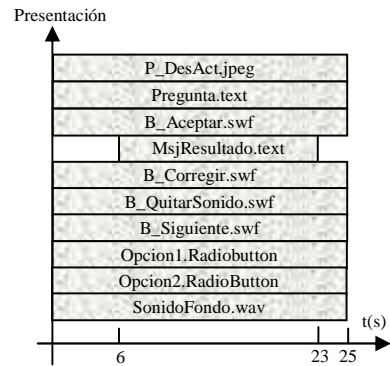 Presentación
P_DesAct.jpeg
Pregunta.text
B_Aceptar.swf
MsjResultado.text
B_Corregir.swf
B_QuitarSonido.swf
B_Siguiente.swf
Opcion1.Radiobutton
Opcion2.RadioButton
SonidoFondo.wav
t(s)
6 23 25